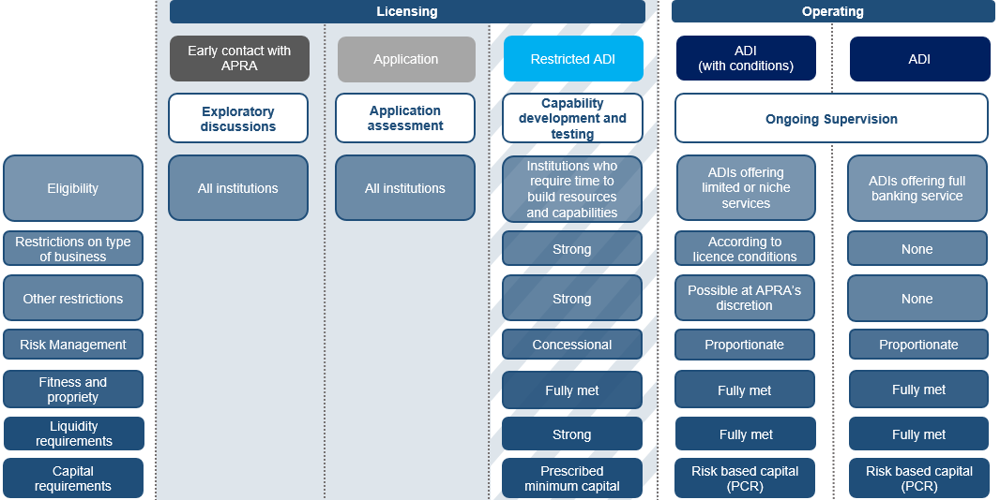 Licensing
Operating
Early contact with
APRA
Application
Restricted ADI
ADI
(with conditions)
ADI
Exploratory
discussions
Application
assessment
Capability
development and
testing
Ongoing Supervision
Eligibility
All institutions
All institutions
Institutions who
require time to
build resources
and capabilities
ADIs offering
limited or niche
services
ADIs offering full
banking service
Restrictions on type
of business
Strong
According to
licence conditions
None
Other restrictions
Strong
Possible at APRA's
discretion
None
Risk Management
Concessional
Proportionate
Proportionate
Fitness and
propriety
Fully met
Fully met
Fully met
Liquidity
requirements
Strong
Fully met
Fully met
Capital
requirements
Prescribed
minimum capital
Risk based capital
(PCR)
Risk based capital
(PCR)